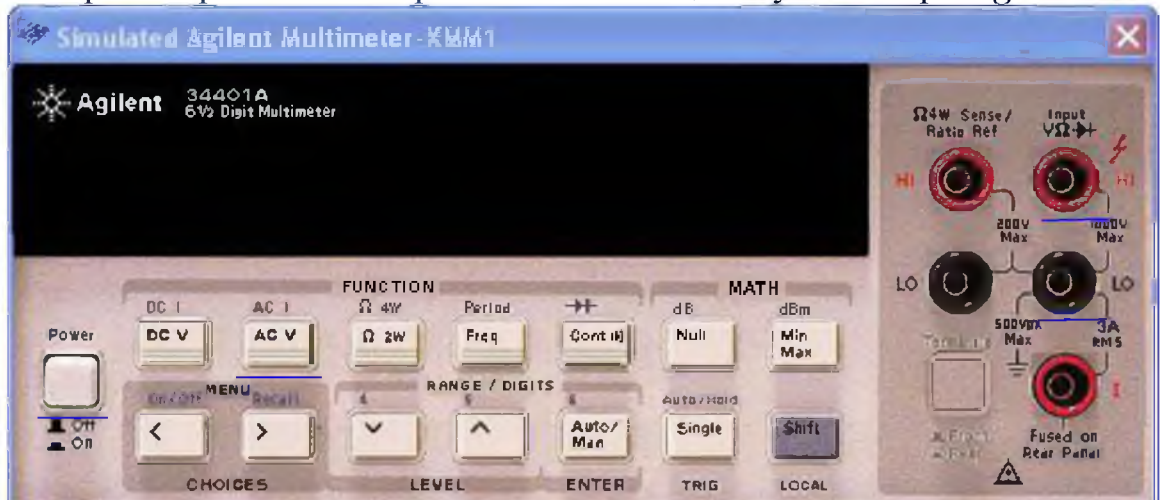 Simulated Agilent Multimeter-XMM1
Agilent 34401A
6½ Digit Multimeter
Ω4W Sense/ Ratio Ref
Input VΩ
HI HI
200V Max
1000V Max
LO LO
500Vpk Max
3A RMS
I
Fused on Rear Panel
FUNCTION MATH
DC I AC I Ω 4W Period dB dBm
Power DC V AC V Ω 2W Freq Cont Null Min Max
MENU RANGE / DIGITS
On/Off Recall 4 5 6 Auto/Hold
Off
On
< > Auto/ Man Single Shift
CHOICES LEVEL ENTER TRIG LOCAL